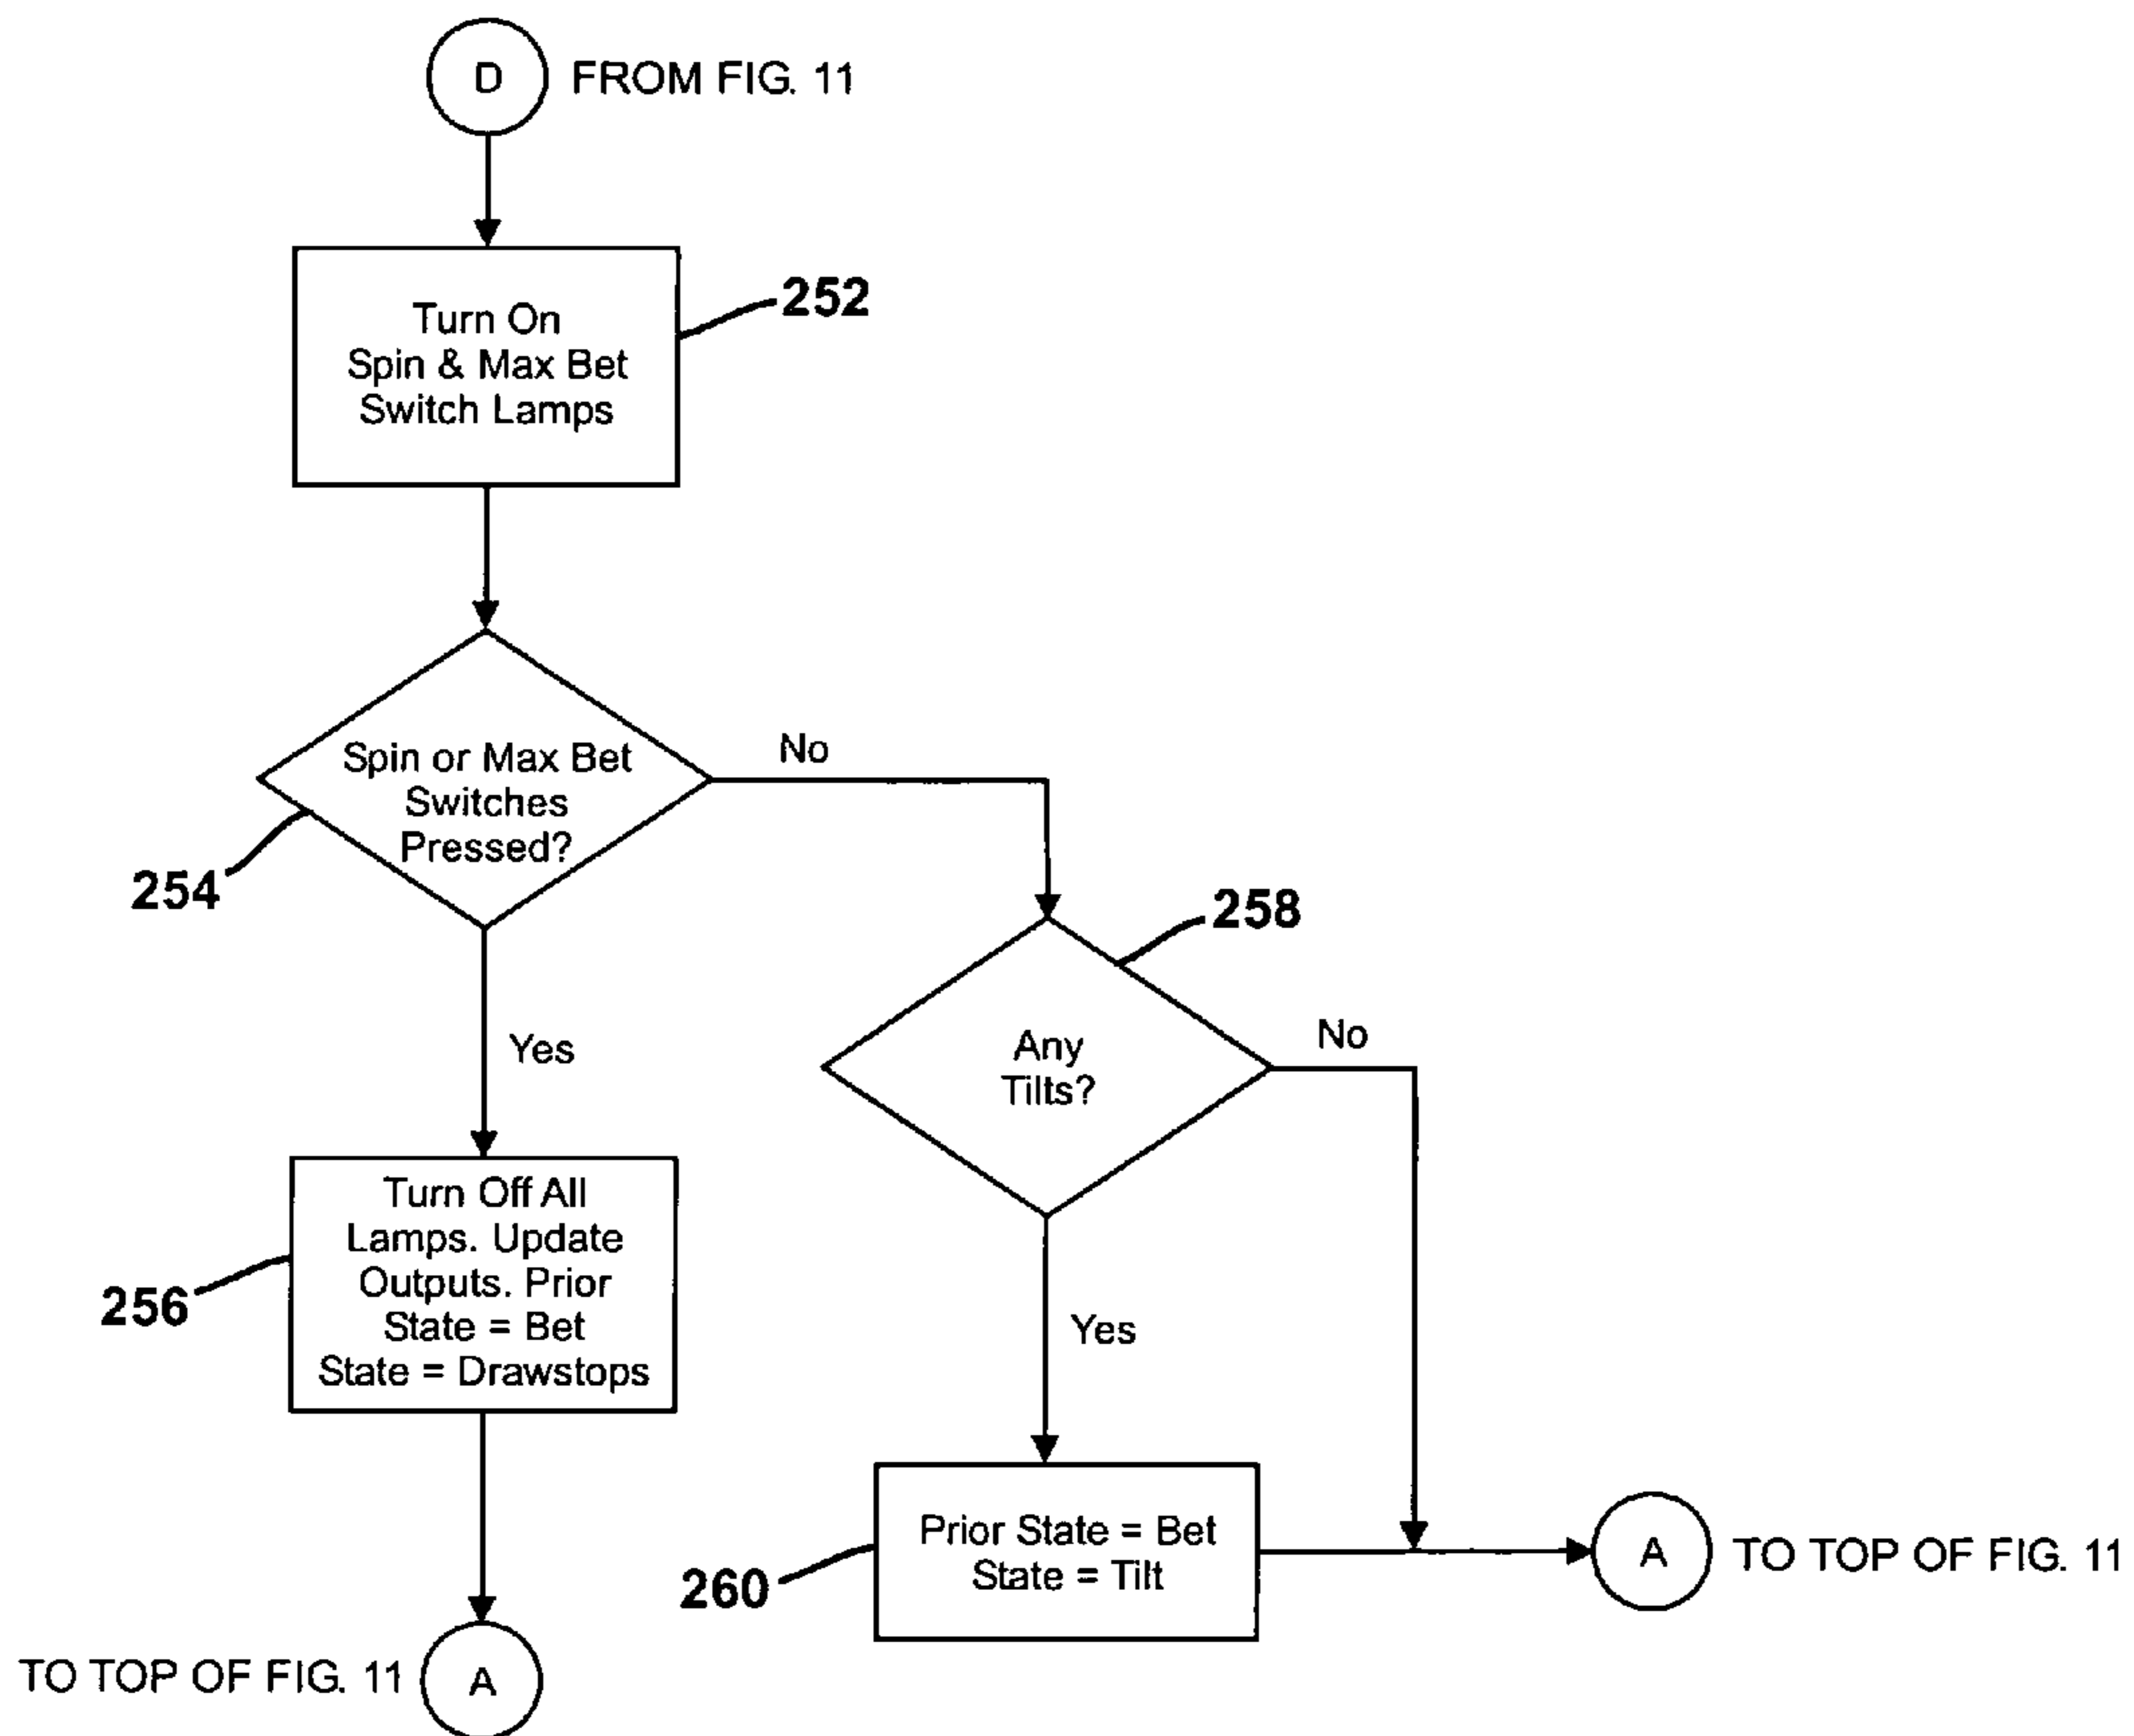 D FROM FIG. 11
Turn On
Spin & Max Bet
Switch Lamps
252
Spin or Max Bet
Switches
Pressed?
254
No
Yes
258
Any
Tilts?
No
Yes
Turn Off All
Lamps. Update
Outputs. Prior
State = Bet
State = Drawstops
256
Prior State = Bet
State = Tilt
260
A TO TOP OF FIG. 11
TO TOP OF FIG. 11 A